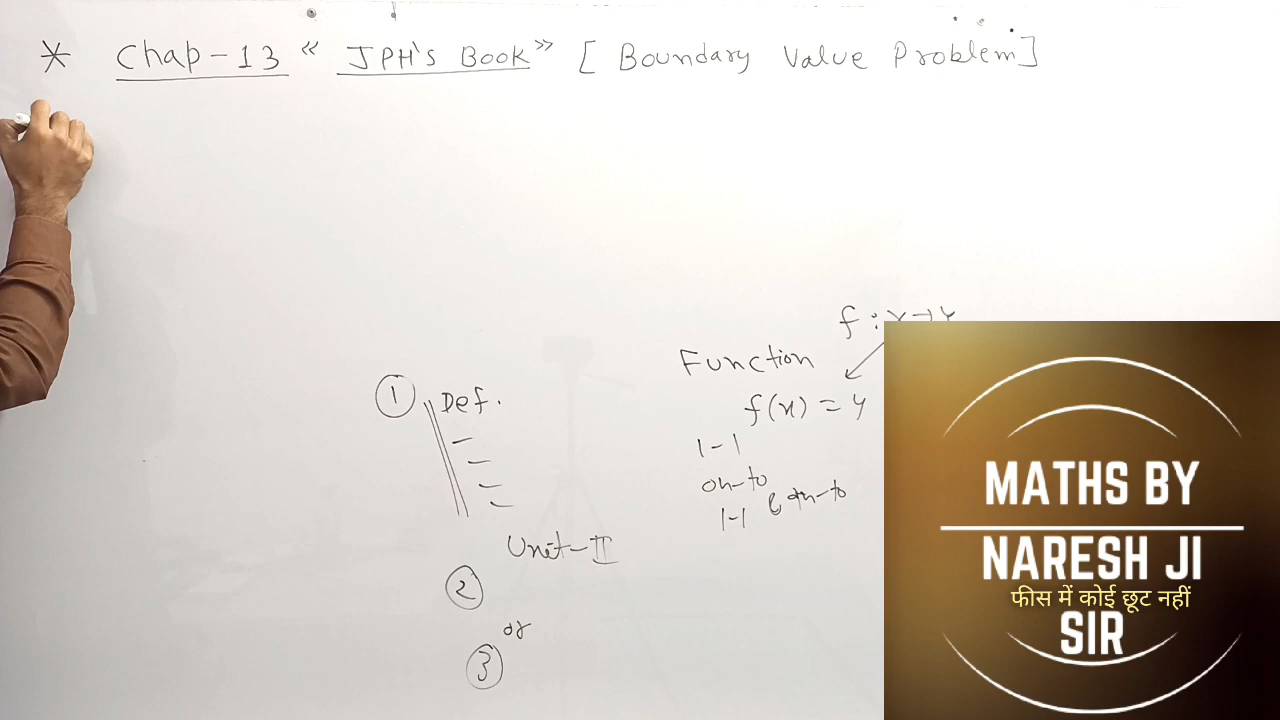 * Chap-13 “ JPH's Book ” [ Boundary Value Problem ]
f : X → Y
Function
① Def.
f(x) = y
1-1
on-to
1-1 & on-to
Unit-II
②
or
③
MATHS BY
NARESH JI
फीस में कोई छूट नहीं
SIR